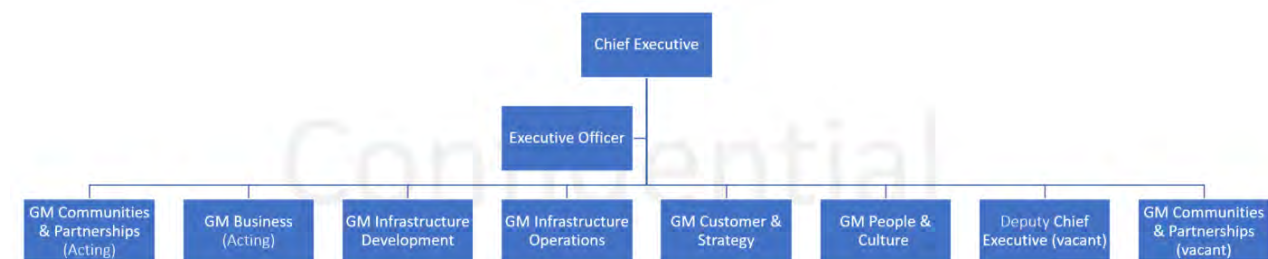 Chief Executive
Executive Officer
Confidential
GM Communities
& Partnerships
(Acting)
GM Business
(Acting)
GM Infrastructure
Development
GM Infrastructure
Operations
GM Customer &
Strategy
GM People &
Culture
Deputy Chief
Executive (vacant)
GM Communities
& Partnerships
(vacant)